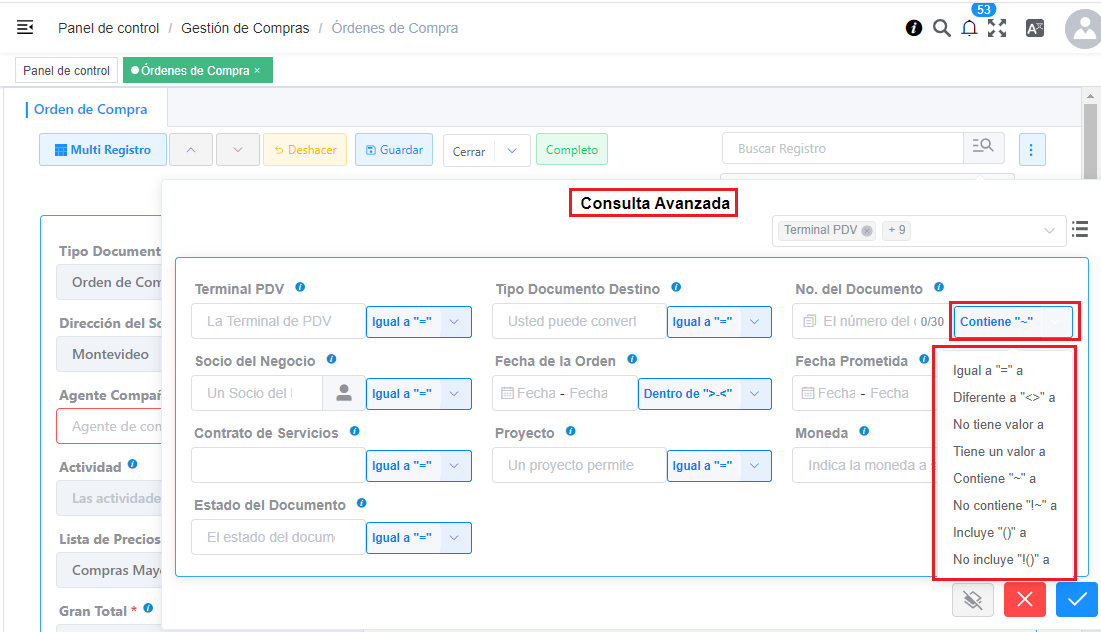 53
Panel de control / Gestión de Compras / Órdenes de Compra
Panel de control
Órdenes de Compra ×
Orden de Compra
Multi Registro
Deshacer
Guardar
Cerrar
Completo
Buscar Registro
Consulta Avanzada
Terminal PDV
+ 9
Tipo Document
Orden de Com
Dirección del So
Montevideo
Agente Compañ
Agente de com
Actividad
Las actividade
Lista de Precios
Compras Mayo
Gran Total *
Terminal PDV
La Terminal de PDV
Igual a "="
Tipo Documento Destino
Usted puede convert
Igual a "="
No. del Documento
El número del
0/30
Contiene "~"
Socio del Negocio
Un Socio del
Igual a "="
Fecha de la Orden
Fecha - Fecha
Dentro de ">-<"
Fecha Prometida
Fecha - Fecha
Contrato de Servicios
Igual a "="
Proyecto
Un proyecto permite
Igual a "="
Moneda
Indica la moneda a s
Estado del Documento
El estado del docum
Igual a "="
Igual a "=" a
Diferente a "<>" a
No tiene valor a
Tiene un valor a
Contiene "~" a
No contiene "!~" a
Incluye "()" a
No incluye "!()" a